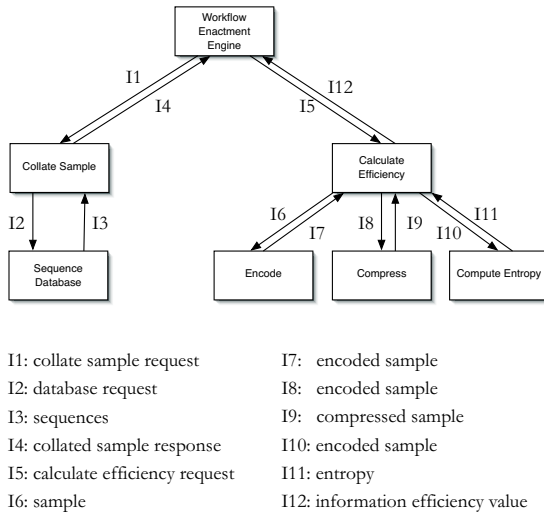 Workflow
Enactment
Engine
I1
I4
I12
I5
Collate Sample
Calculate
Efficiency
I2
I3
I6
I7
I8
I9
I11
I10
Sequence
Database
Encode
Compress
Compute Entropy
I1: collate sample request
I2: database request
I3: sequences
I4: collated sample response
I5: calculate efficiency request
I6: sample
I7: encoded sample
I8: encoded sample
I9: compressed sample
I10: encoded sample
I11: entropy
I12: information efficiency value